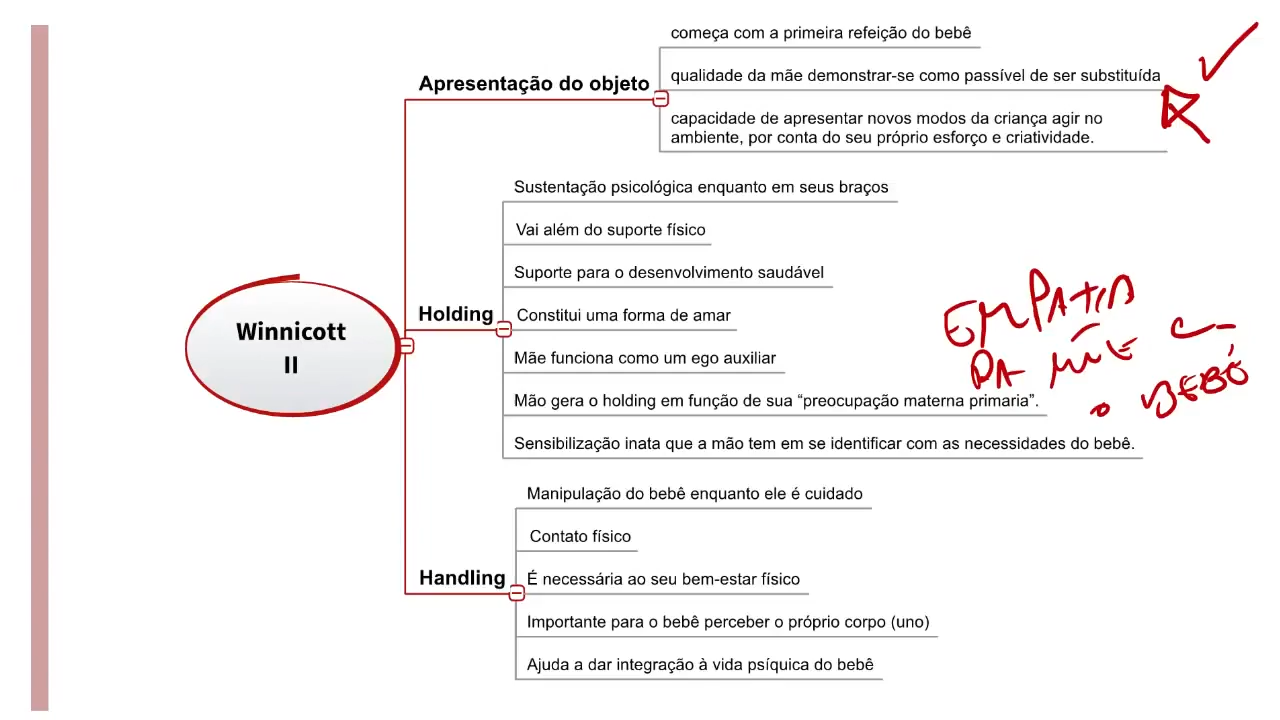 começa com a primeira refeição do bebê
Apresentação do objeto
qualidade da mãe demonstrar-se como passível de ser substituída
capacidade de apresentar novos modos da criança agir no
ambiente, por conta do seu próprio esforço e criatividade.
Sustentação psicológica enquanto em seus braços
Vai além do suporte físico
Suporte para o desenvolvimento saudável
Holding
Constitui uma forma de amar
Mãe funciona como um ego auxiliar
Mão gera o holding em função de sua “preocupação materna primaria”.
Sensibilização inata que a mão tem em se identificar com as necessidades do bebê.
EMPATIA
DA MÃE C
O BEBÊ
Winnicott
II
Manipulação do bebê enquanto ele é cuidado
Contato físico
Handling
É necessária ao seu bem-estar físico
Importante para o bebê perceber o próprio corpo (uno)
Ajuda a dar integração à vida psíquica do bebê